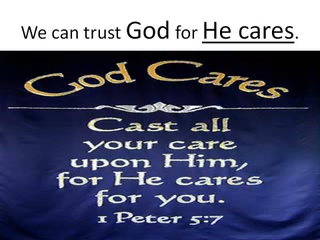 We can trust God for He cares.
God Cares
Cast all
your care
upon Him,
for He cares
for you.
1 Peter 5:7